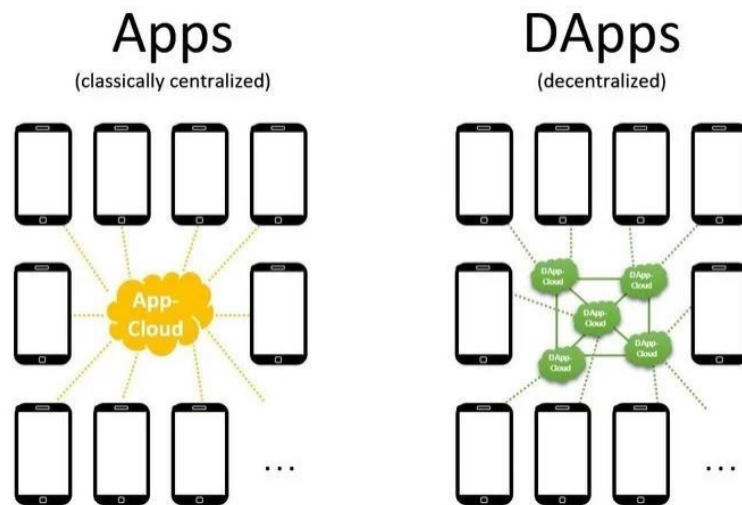 Apps
(classically centralized)
App-
Cloud
...
DApps
(decentralized)
DApp-
Cloud
DApp-
Cloud
DApp-
Cloud
DApp-
Cloud
DApp-
Cloud
...